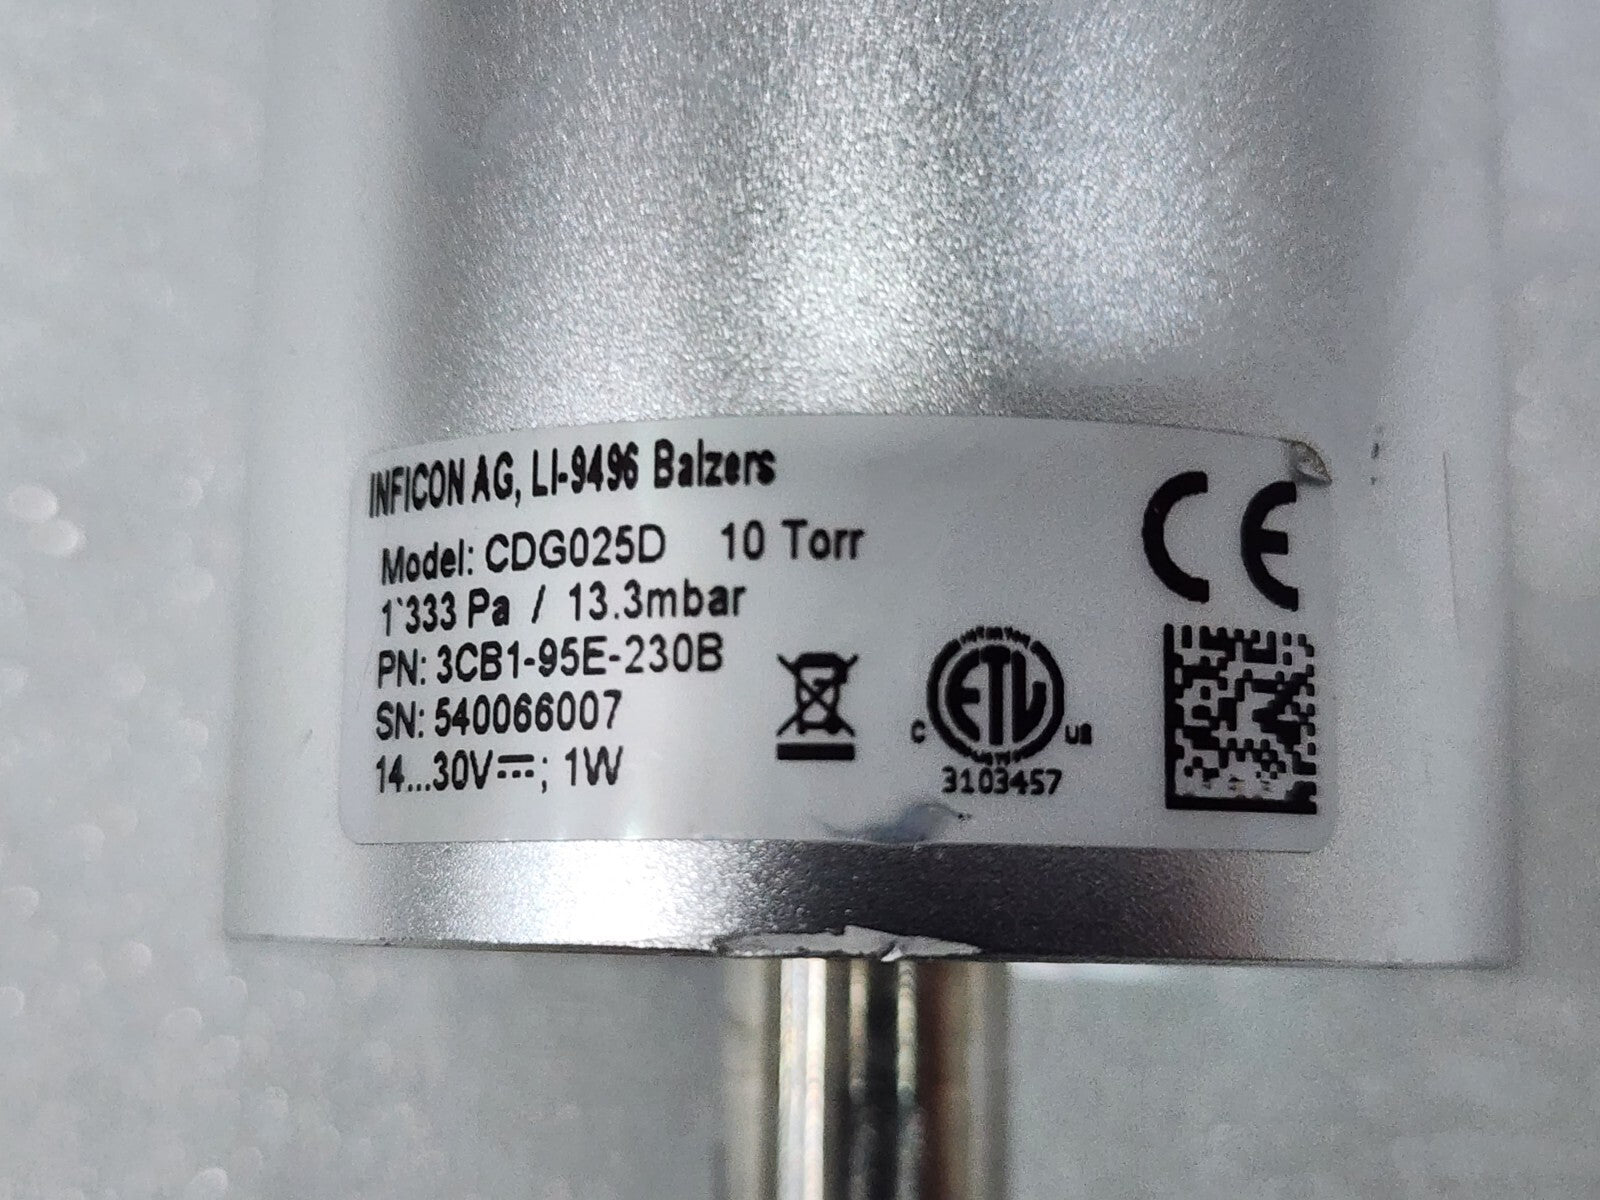 INFICON AG, LI-9496 Balzers
Model: CDG025D 10 Torr
1`333 Pa / 13.3mbar
PN: 3CB1-95E-230B
SN: 540066007
14...30V⎓; 1W
CE
ETL
C US
3103457